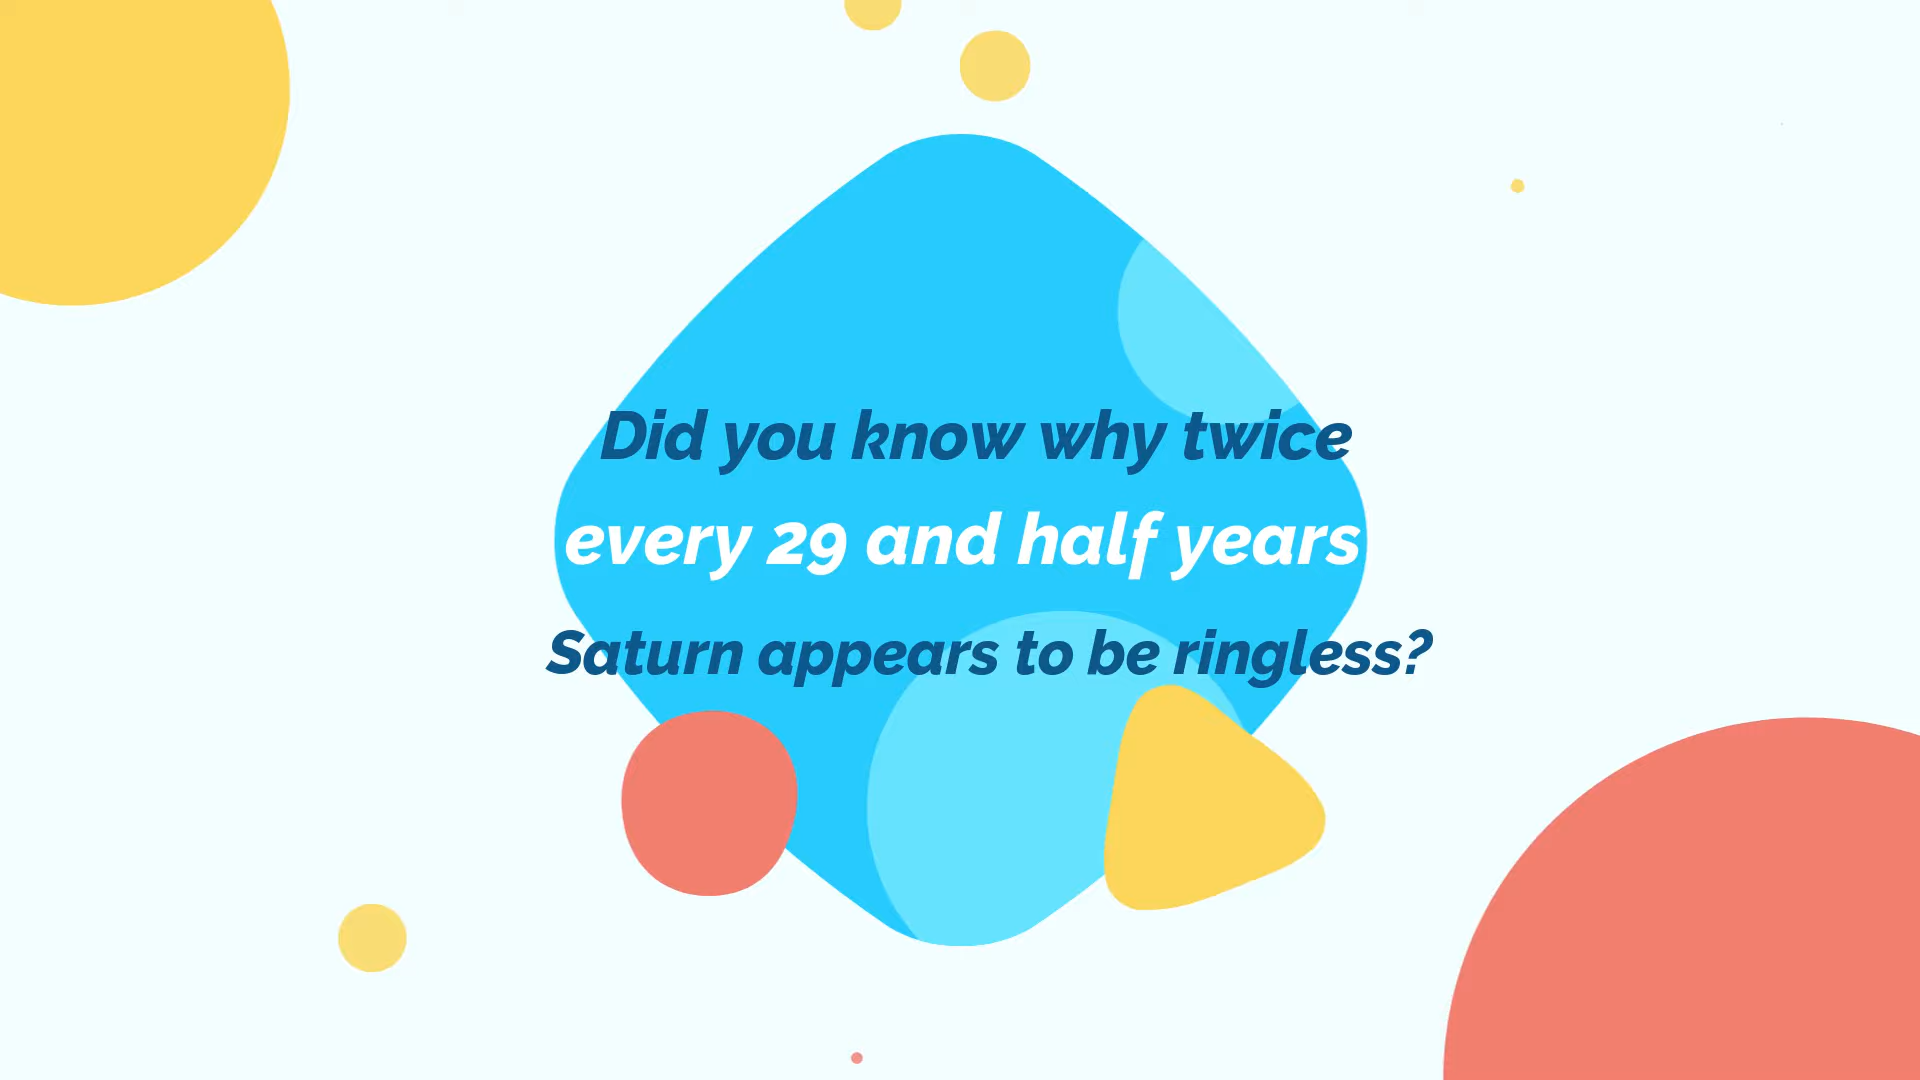 Did you know why twice
every 29 and half years
Saturn appears to be ringless?